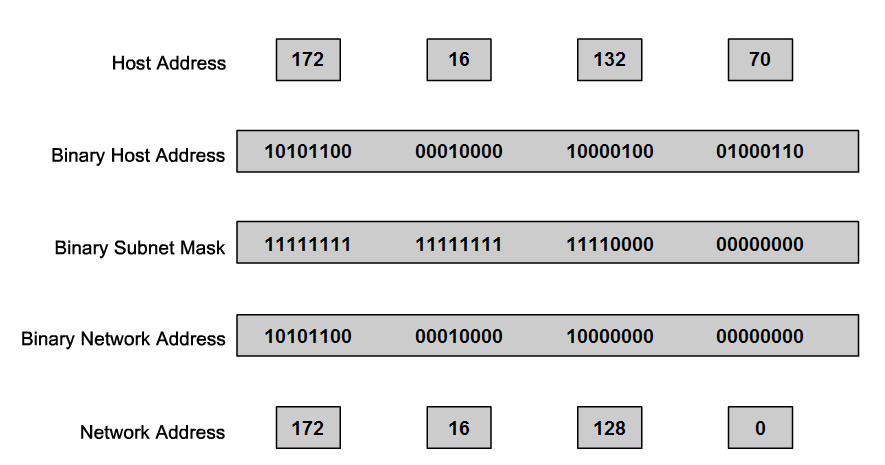 Host Address 172 16 132 70
Binary Host Address 10101100 00010000 10000100 01000110
Binary Subnet Mask 11111111 11111111 11110000 00000000
Binary Network Address 10101100 00010000 10000000 00000000
Network Address 172 16 128 0